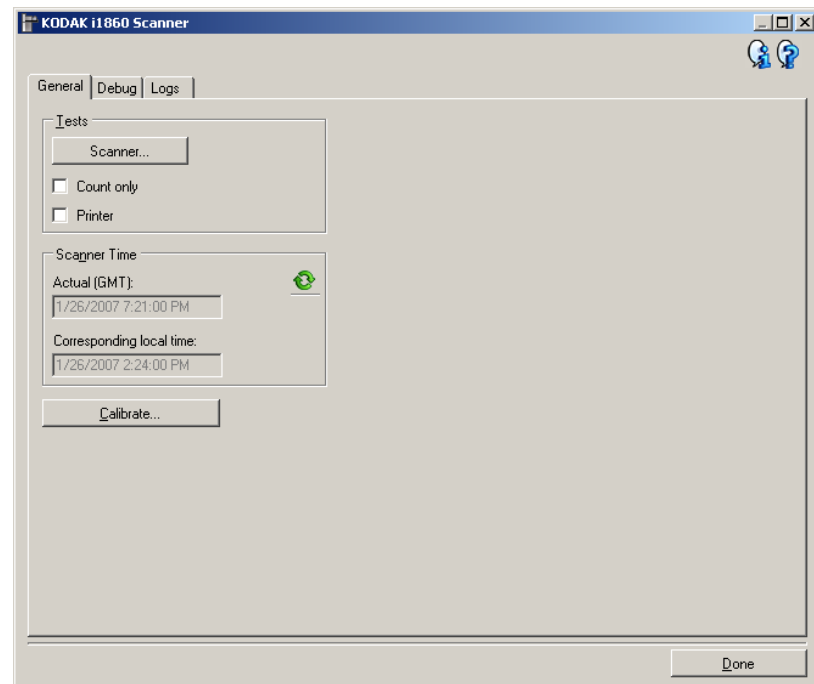 KODAK i1860 Scanner
General Debug Logs
Tests
Scanner...
Count only
Printer
Scanner Time
Actual (GMT):
1/26/2007 7:21:00 PM
Corresponding local time:
1/26/2007 2:24:00 PM
Calibrate...
Done